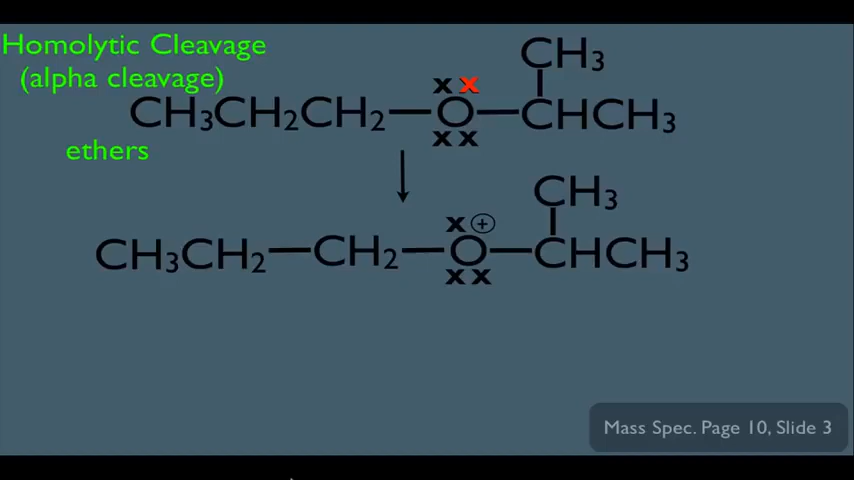 Homolytic Cleavage
(alpha cleavage)
CH3
x x
CH3CH2CH2—O—CHCH3
x x
ethers
CH3
x +
CH3CH2—CH2—O—CHCH3
x x
Mass Spec. Page 10, Slide 3